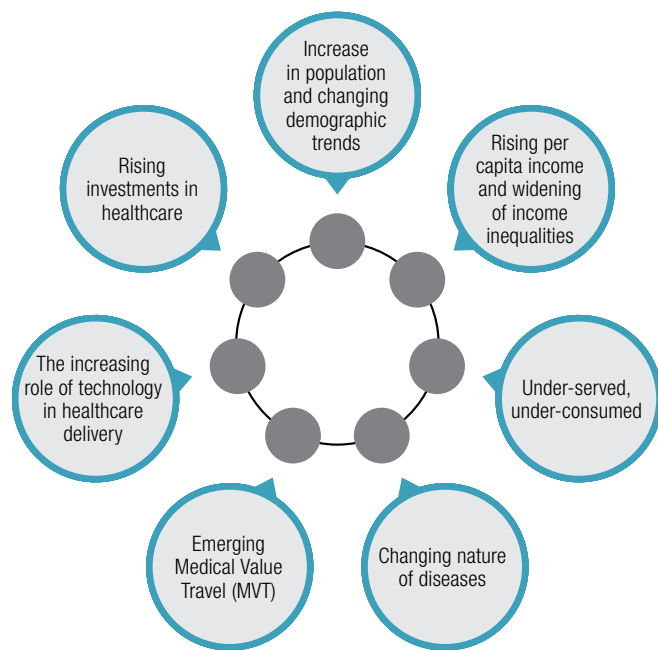 Increase
in population
and changing
demographic
trends
Rising per
capita income
and widening
of income
inequalities
Under-served,
under-consumed
Changing nature
of diseases
Emerging
Medical Value
Travel (MVT)
The increasing
role of technology
in healthcare
delivery
Rising
investments in
healthcare